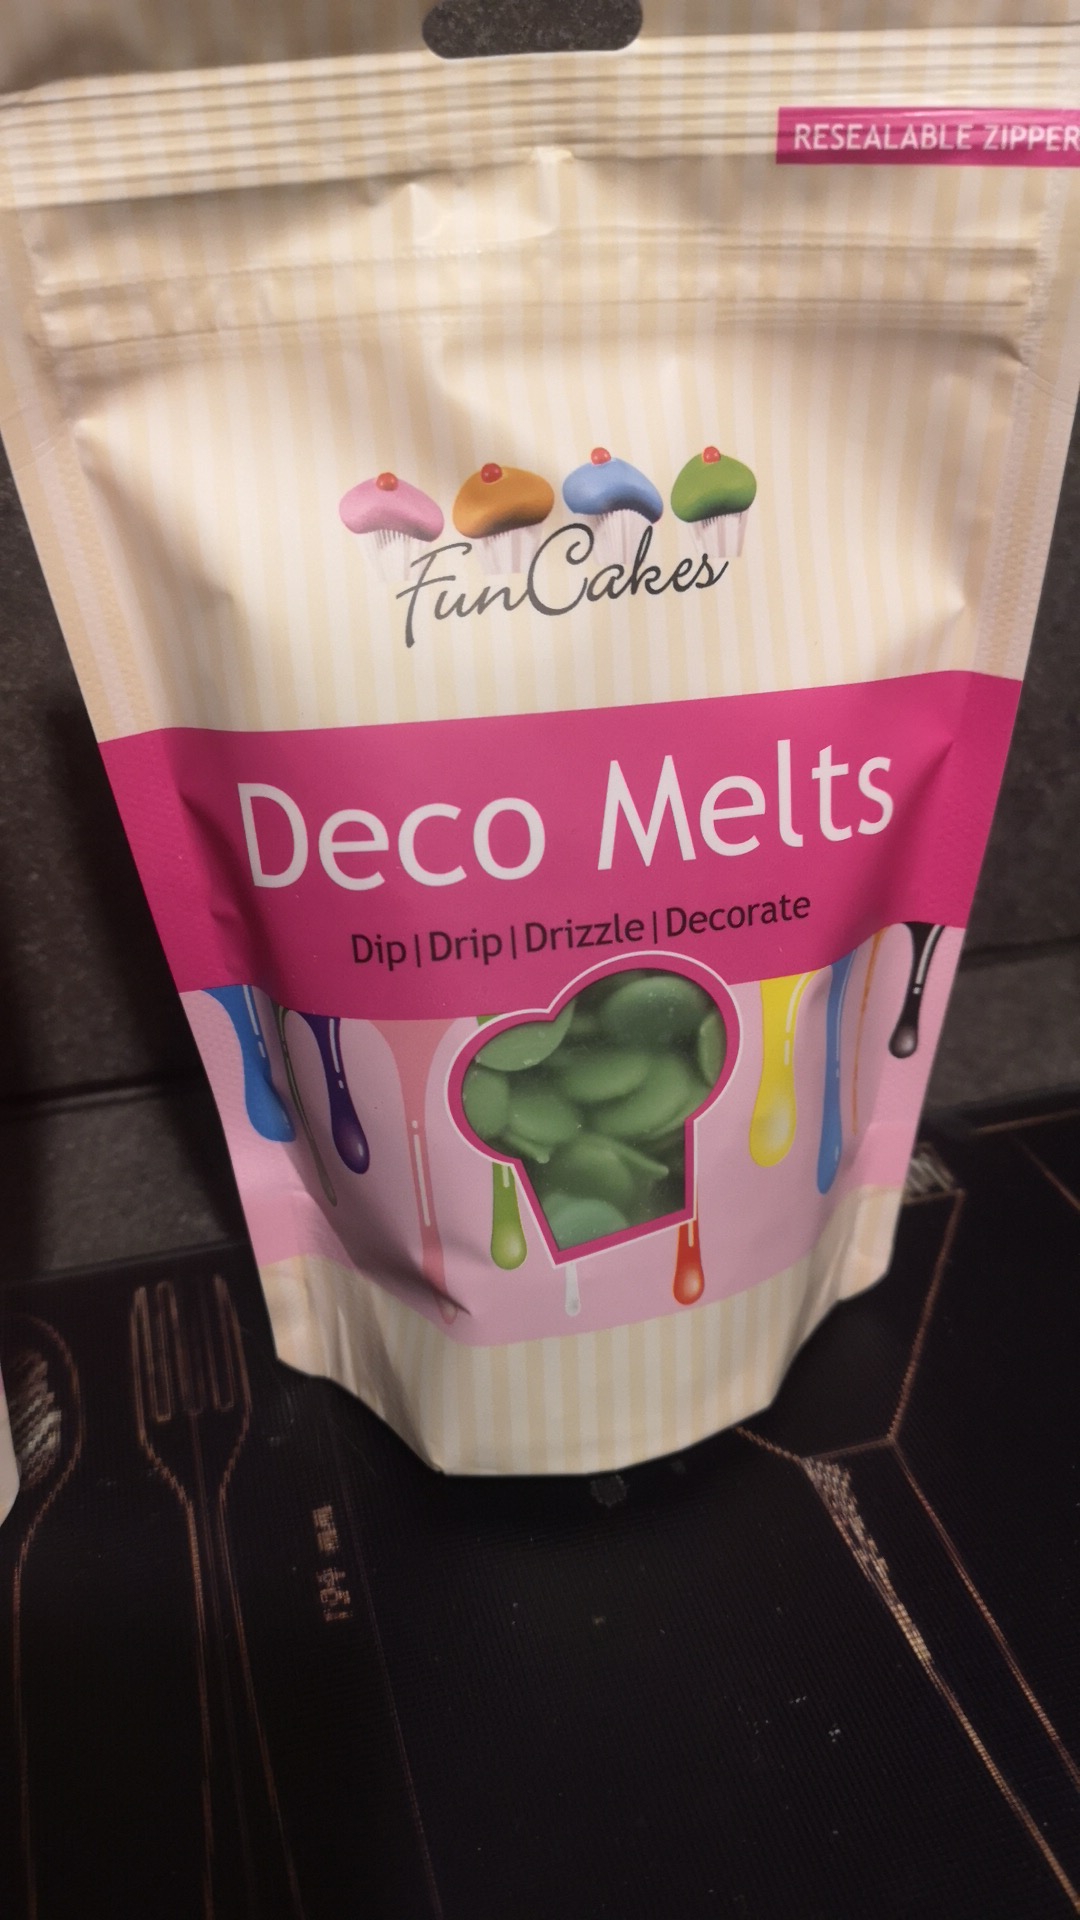 RESEALABLE ZIPPER
FunCakes
Deco Melts
Dip|Drip|Drizzle|Decorate